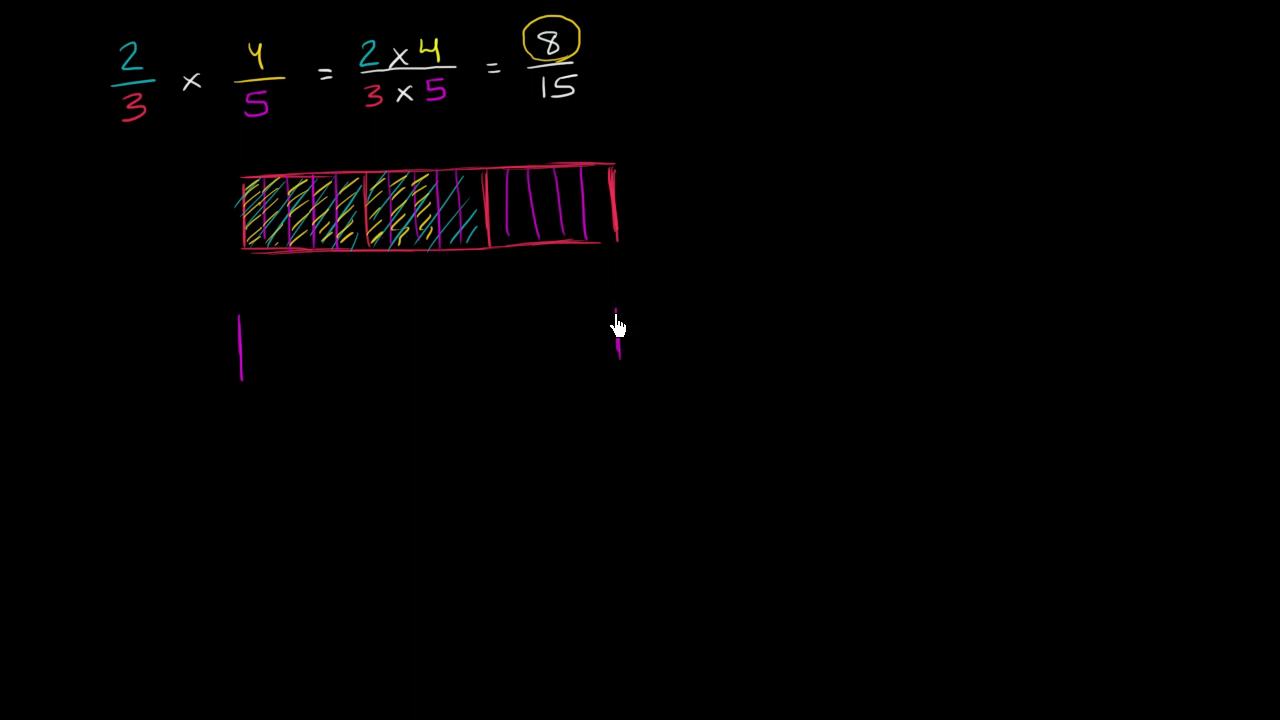 2/3 x 4/5 = 2 x 4/3 x 5 = 8/15